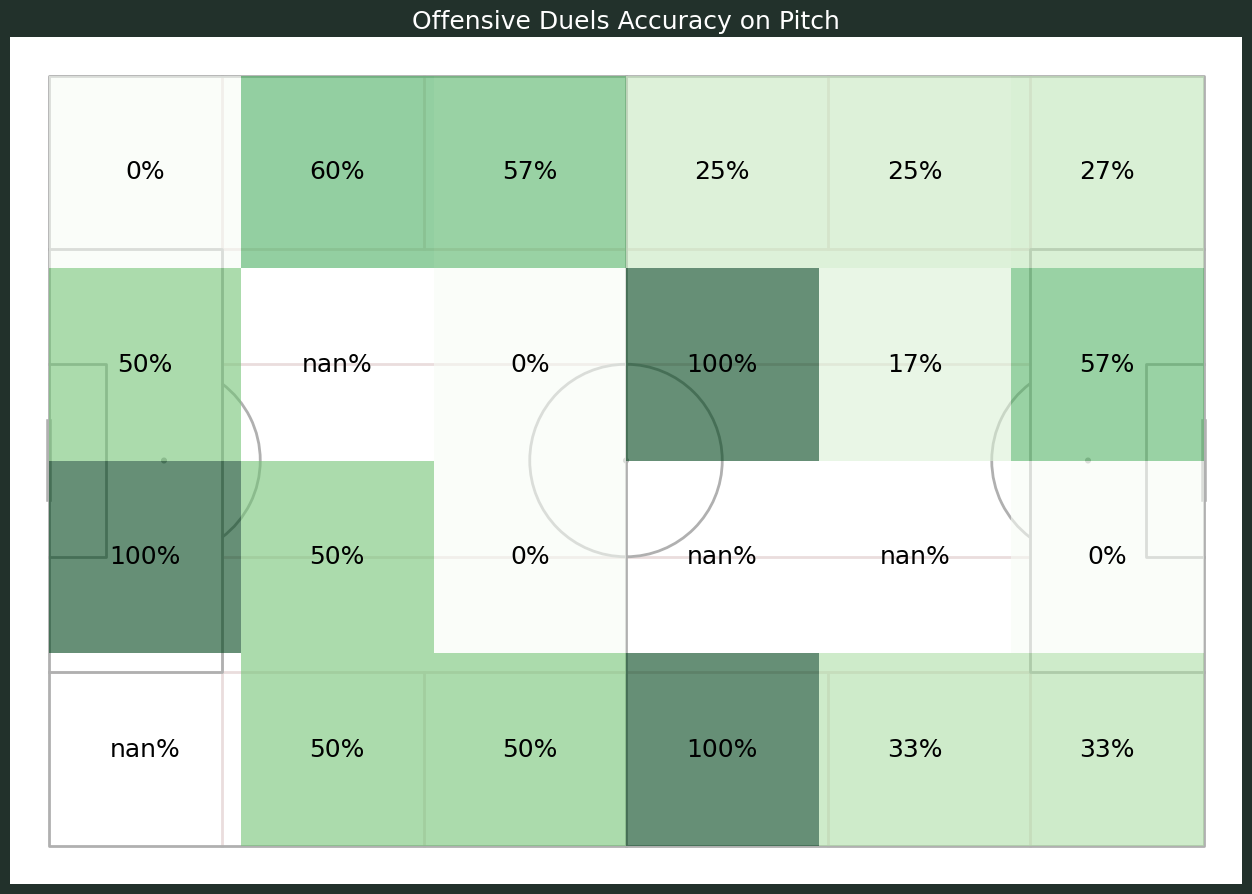 Offensive Duels Accuracy on Pitch
0% 60% 57% 25% 25% 27%
50% nan% 0% 100% 17% 57%
100% 50% 0% nan% nan% 0%
nan% 50% 50% 100% 33% 33%